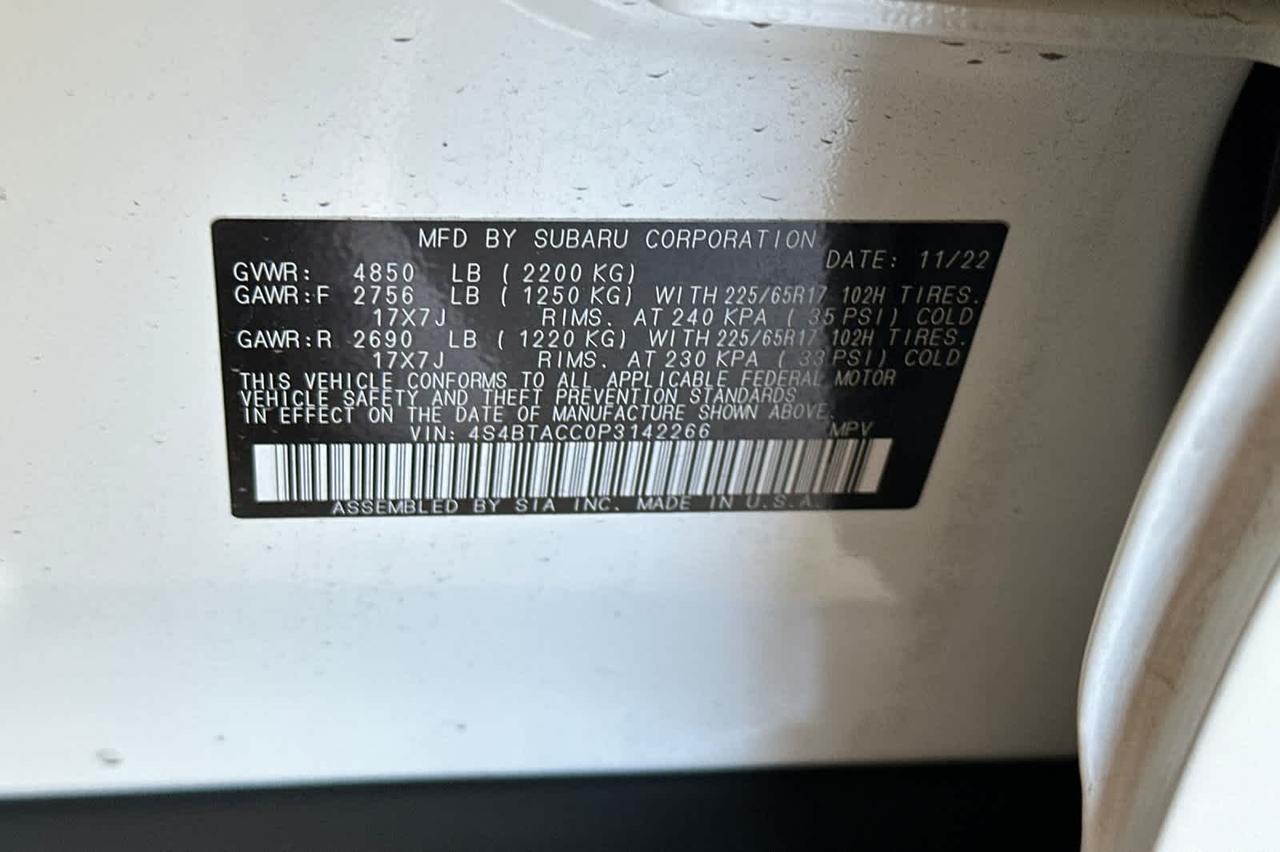 MFD BY SUBARU CORPORATION
DATE: 11/22
GVWR: 4850 LB ( 2200 KG)
GAWR:F 2756 LB ( 1250 KG) WITH 225/65R17 102H TIRES.
17X7J RIMS. AT 240 KPA ( 35 PSI) COLD
GAWR:R 2690 LB ( 1220 KG) WITH 225/65R17 102H TIRES.
17X7J RIMS. AT 230 KPA ( 33 PSI) COLD
THIS VEHICLE CONFORMS TO ALL APPLICABLE FEDERAL MOTOR
VEHICLE SAFETY AND THEFT PREVENTION STANDARDS
IN EFFECT ON THE DATE OF MANUFACTURE SHOWN ABOVE.
VIN: 4S4BTACC0P3142266 MPV
ASSEMBLED BY SIA INC. MADE IN U.S.A.